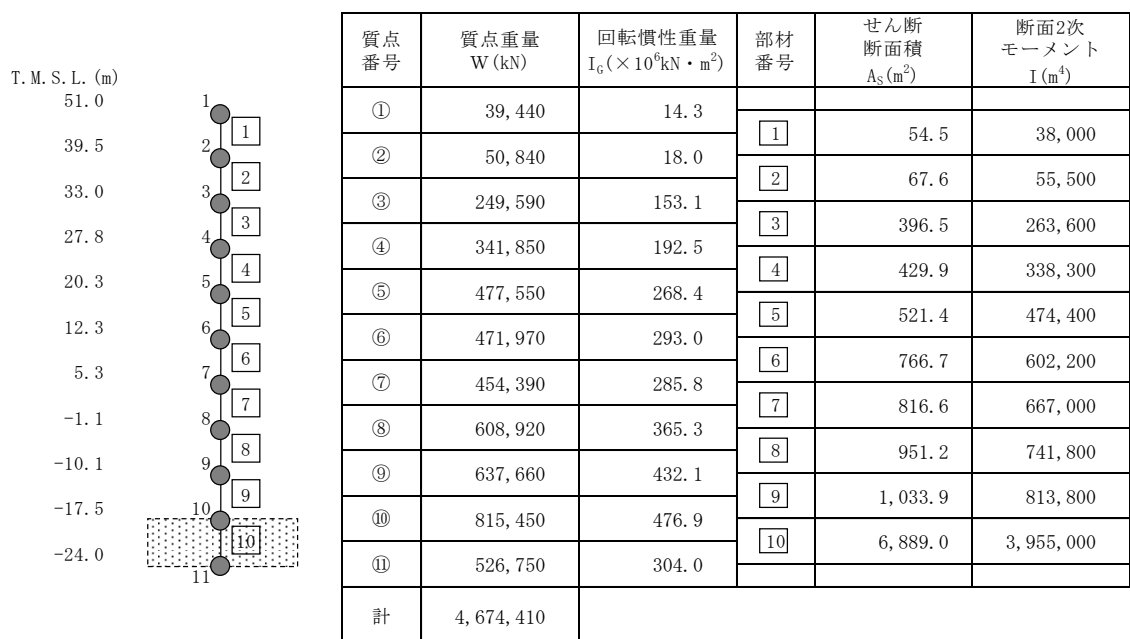 T.M.S.L.(m)
51.0
39.5
33.0
27.8
20.3
12.3
5.3
-1.1
-10.1
-17.5
-24.0
1
2
3
4
5
6
7
8
9
10
11
1
2
3
4
5
6
7
8
9
10
質点番号 質点重量 W(kN) 回転慣性重量 I_G(×10⁶kN・m²) 部材番号 せん断断面積 A_S(m²) 断面2次モーメント I(m⁴)
① 39,440 14.3
1 54.5 38,000
② 50,840 18.0
2 67.6 55,500
③ 249,590 153.1
3 396.5 263,600
④ 341,850 192.5
4 429.9 338,300
⑤ 477,550 268.4
5 521.4 474,400
⑥ 471,970 293.0
6 766.7 602,200
⑦ 454,390 285.8
7 816.6 667,000
⑧ 608,920 365.3
8 951.2 741,800
⑨ 637,660 432.1
9 1,033.9 813,800
⑩ 815,450 476.9
10 6,889.0 3,955,000
⑪ 526,750 304.0
計 4,674,410